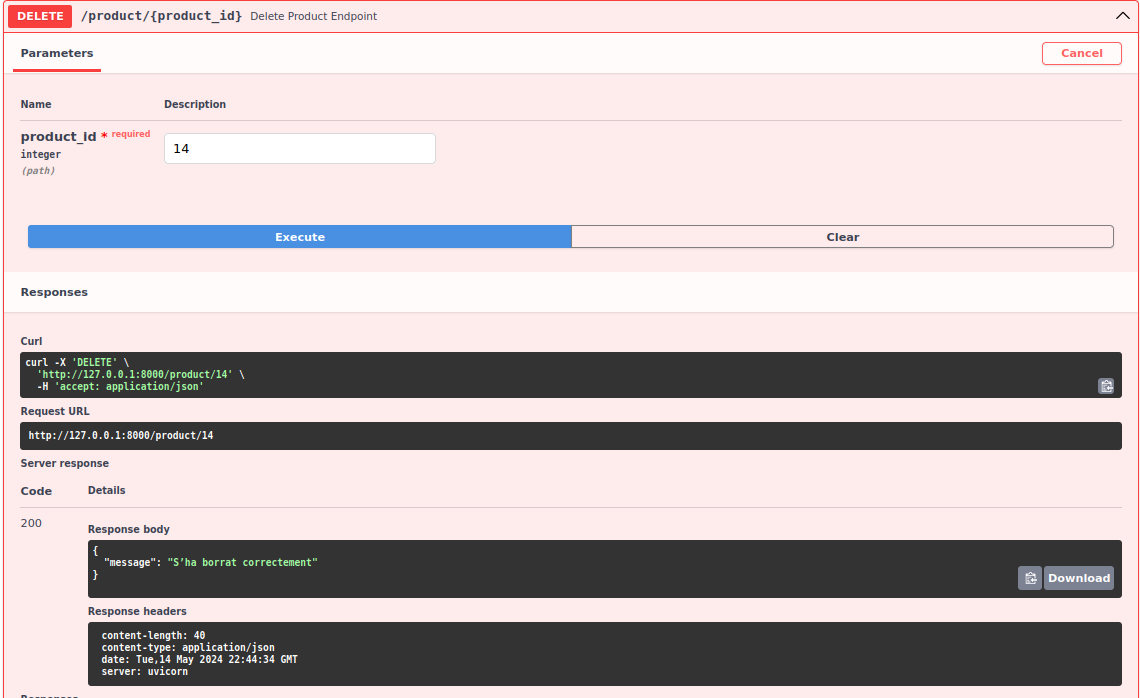 DELETE /product/{product_id} Delete Product Endpoint
Parameters
Cancel
Name Description
product_id * required
integer
(path)
14
Execute Clear
Responses
Curl
curl -X 'DELETE' \
'http://127.0.0.1:8000/product/14' \
-H 'accept: application/json'
Request URL
http://127.0.0.1:8000/product/14
Server response
Code Details
200
Response body
{
"message": "S’ha borrat correctement"
}
Download
Response headers
content-length: 40
content-type: application/json
date: Tue,14 May 2024 22:44:34 GMT
server: uvicorn
Responses